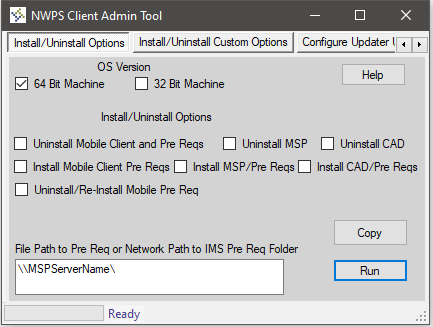 NWPS Client Admin Tool
Install/Uninstall Options Install/Uninstall Custom Options Configure Updater
OS Version
64 Bit Machine 32 Bit Machine Help
Install/Uninstall Options
Uninstall Mobile Client and Pre Reqs Uninstall MSP Uninstall CAD
Install Mobile Client Pre Reqs Install MSP/Pre Reqs Install CAD/Pre Reqs
Uninstall/Re-Install Mobile Pre Req
Copy
File Path to Pre Req or Network Path to IMS Pre Req Folder
\\MSPServerName\
Run
Ready